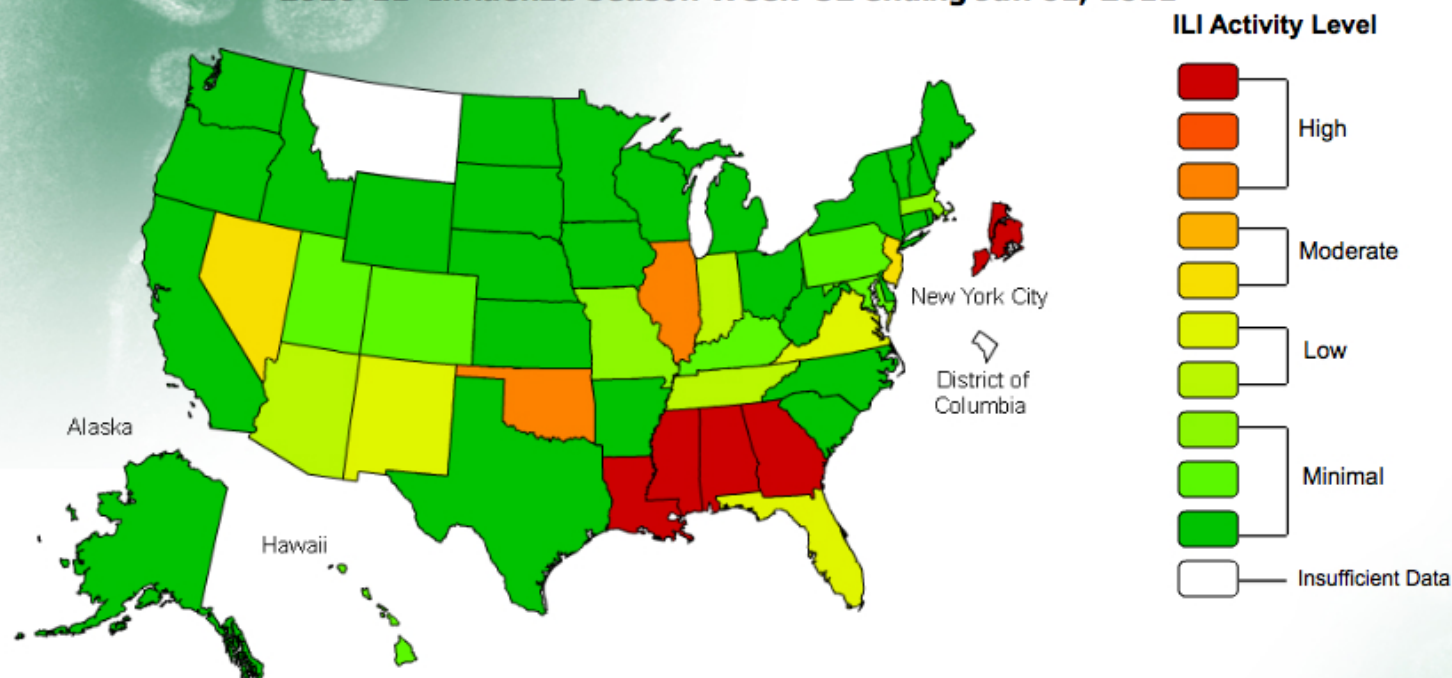 ILI Activity Level
High
Moderate
Low
Minimal
Insufficient Data
New York City
District of
Columbia
Alaska
Hawaii